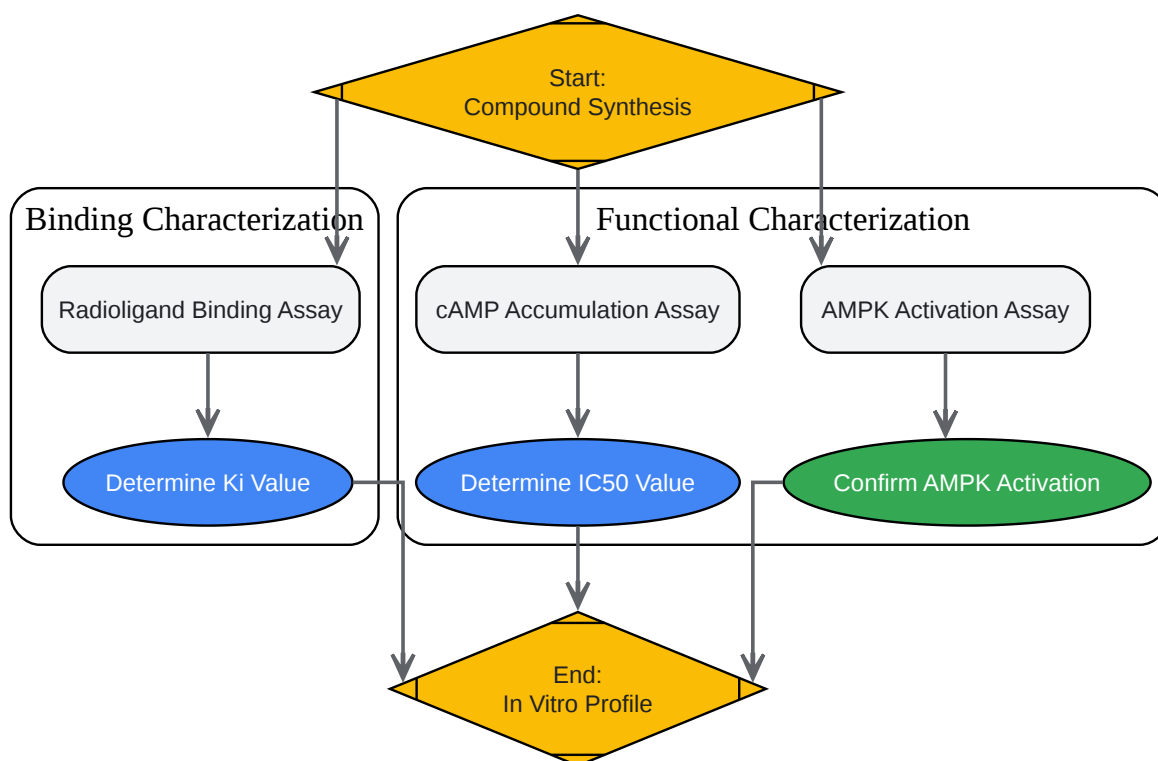 Start:
Compound Synthesis
Binding Characterization
Functional Characterization
Radioligand Binding Assay
cAMP Accumulation Assay
AMPK Activation Assay
Determine Ki Value
Determine IC50 Value
Confirm AMPK Activation
End:
In Vitro Profile